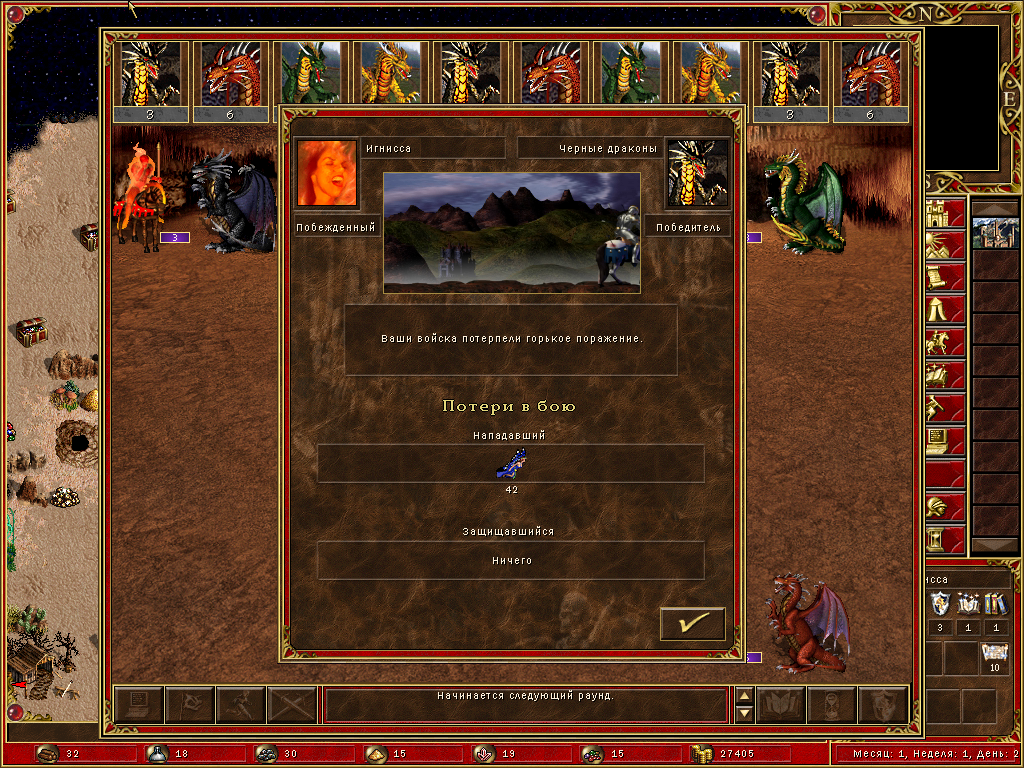 N
E
3
6
3
6
Игнисса
Черные драконы
Побежденный
Победитель
3
Ваши войска потерпели горькое поражение.
Потери в бою
Нападавший
42
Защищавшийся
Ничего
Начинается следующий раунд.
исса
3
1
1
10
32
18
30
15
19
15
27405
Месяц: 1, Неделя: 1, День: 2